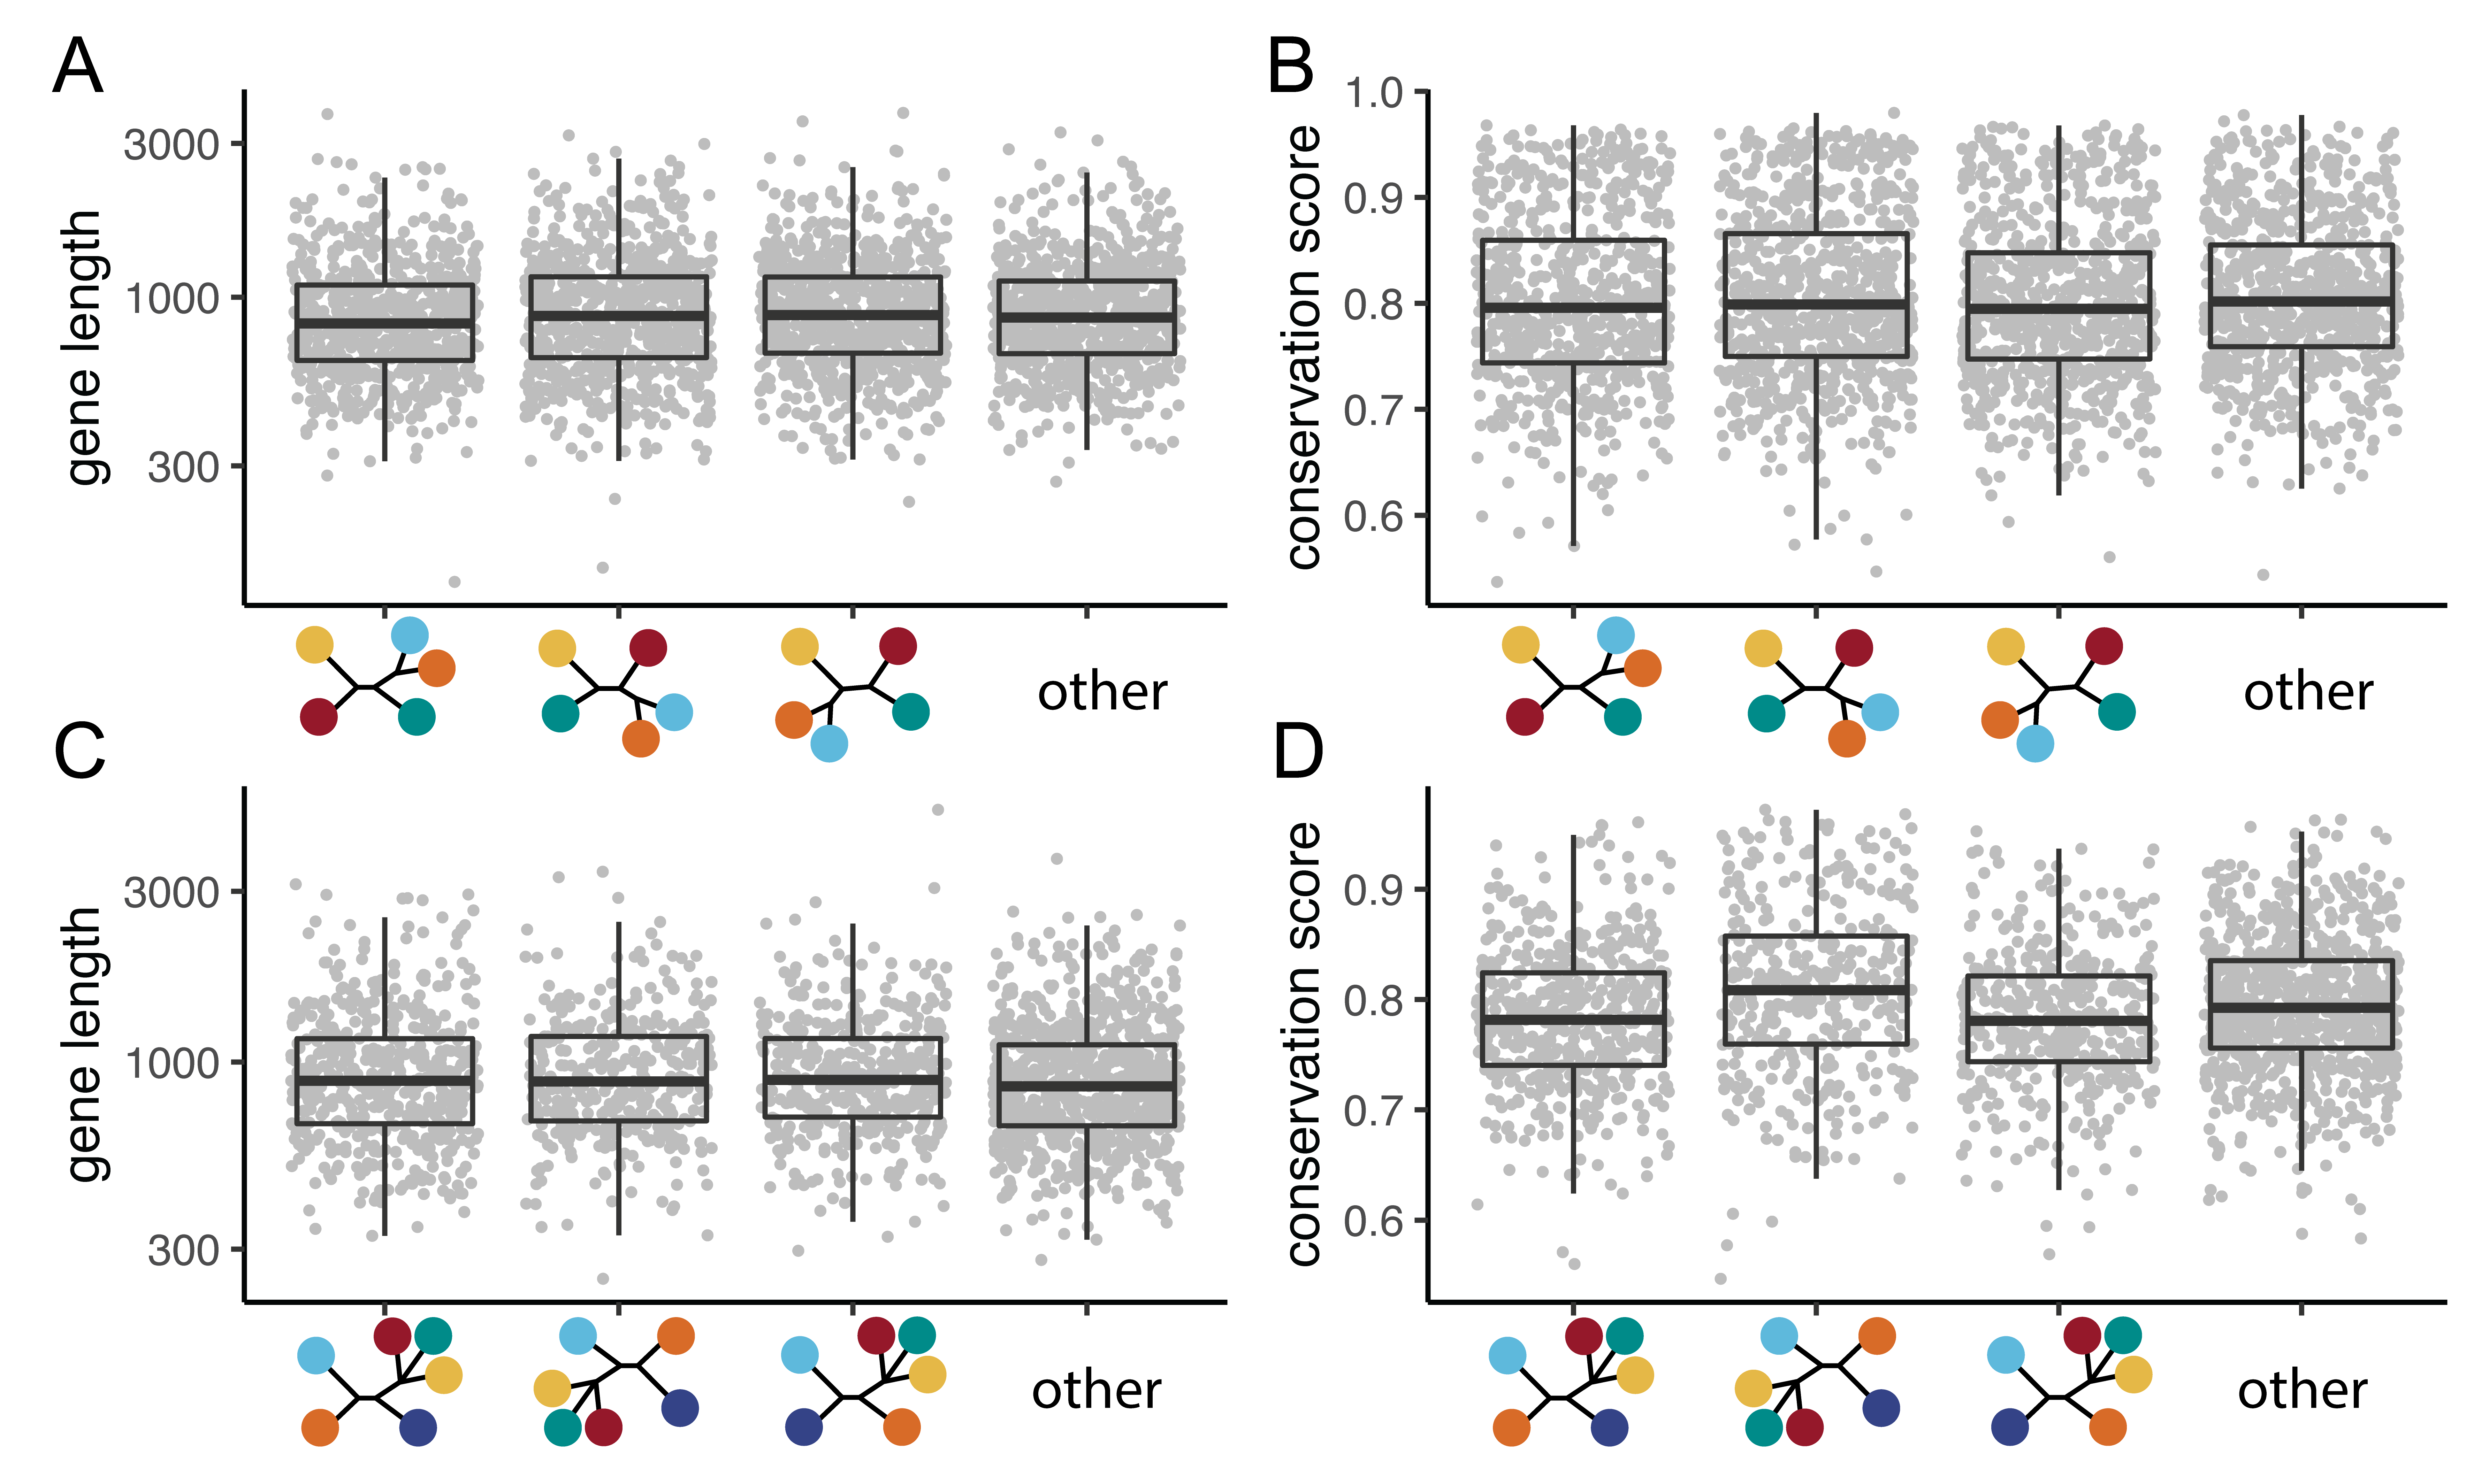 A
gene length
3000
1000
300
other
B
conservation score
1.0
0.9
0.8
0.7
0.6
other
C
gene length
3000
1000
300
other
D
conservation score
0.9
0.8
0.7
0.6
other